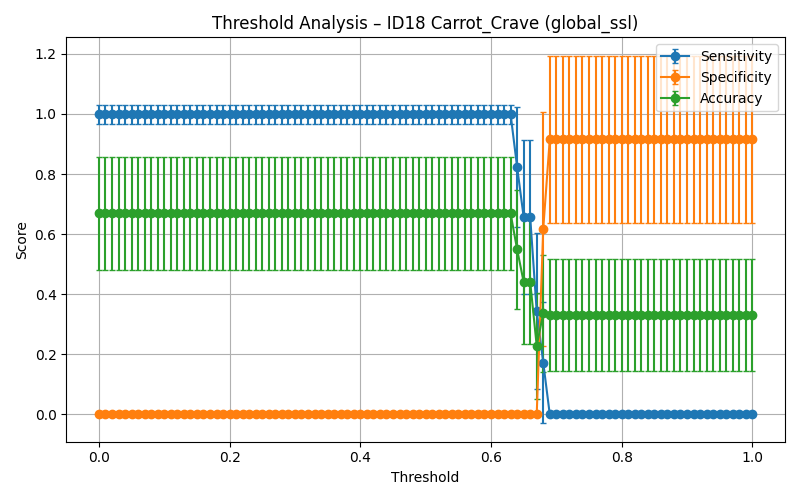 Threshold Analysis – ID18 Carrot_Crave (global_ssl)
Sensitivity
Specificity
Accuracy
Score
1.2
1.0
0.8
0.6
0.4
0.2
0.0
0.0 0.2 0.4 0.6 0.8 1.0
Threshold